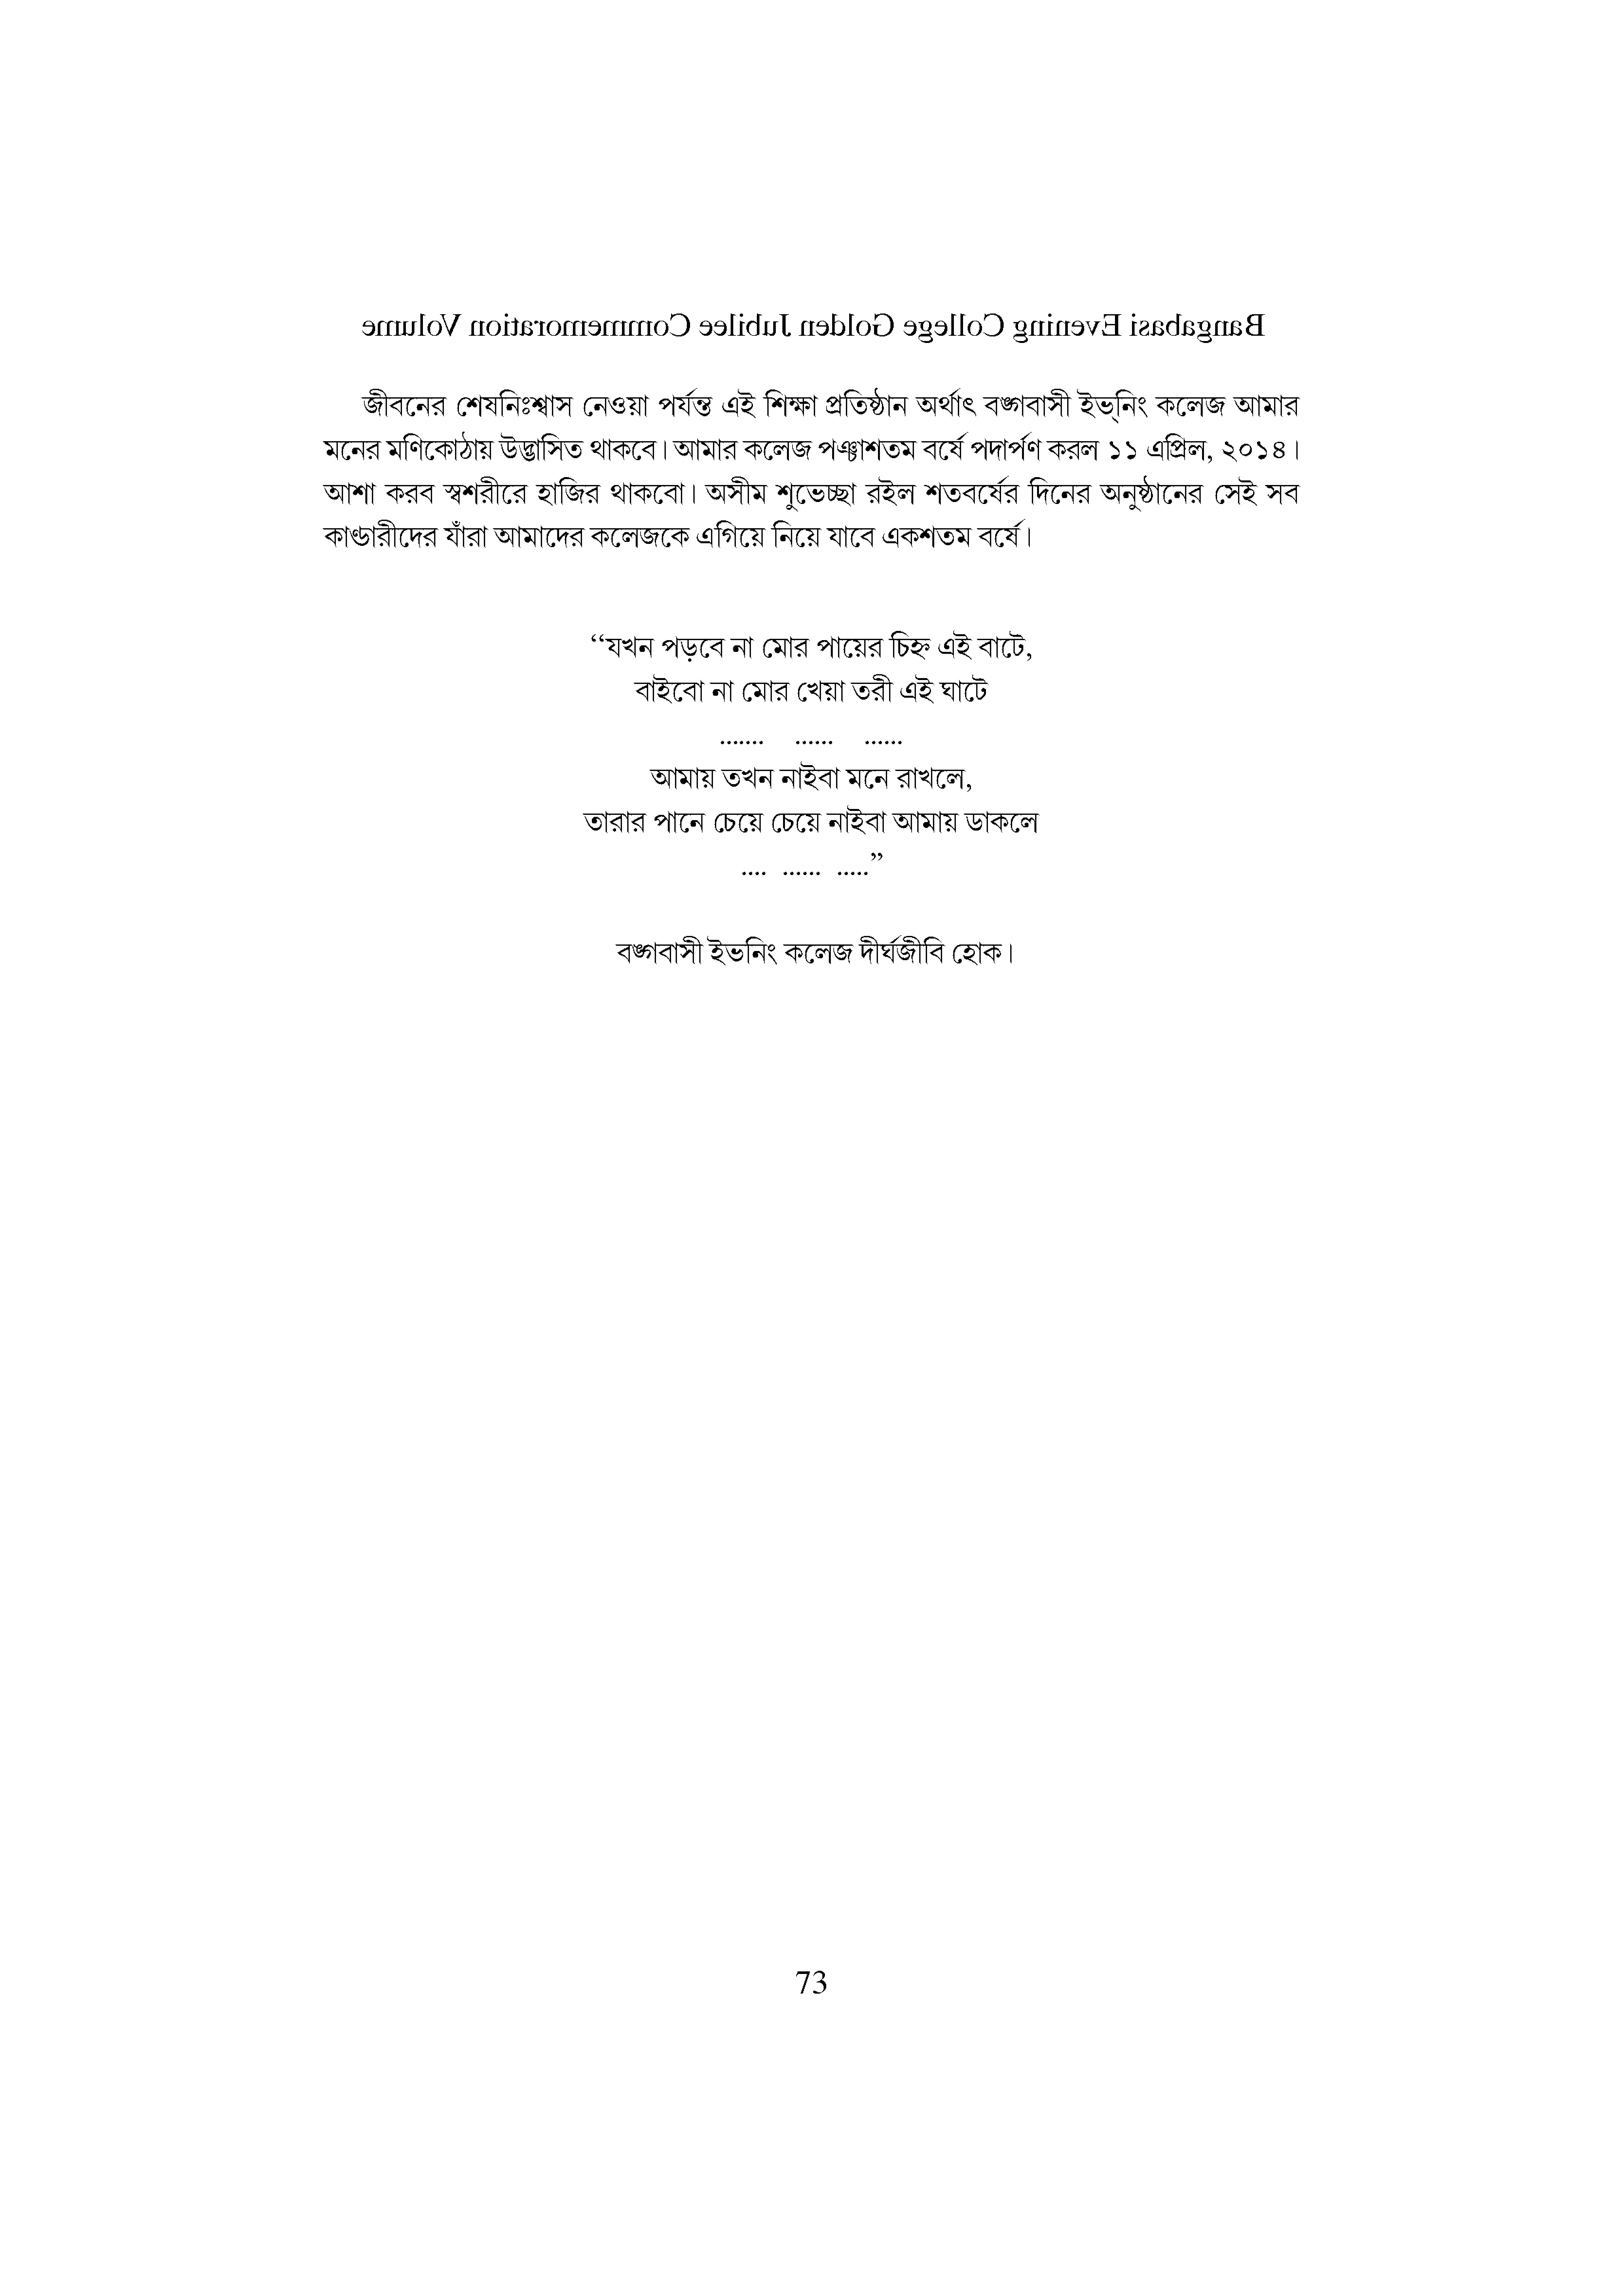 Bangabasi Evening College Golden Jubilee Commemoration Volume
জীবনের শেষনিঃশ্বাস নেওয়া পর্যন্ত এই শিক্ষা প্রতিষ্ঠান অর্থাৎ বঙ্গবাসী ইভ্‌নিং কলেজ আমার
মনের মণিকোঠায় উদ্ভাসিত থাকবে। আমার কলেজ পঞ্চাশতম বর্ষে পদার্পণ করল ১১ এপ্রিল, ২০১৪।
আশা করব স্বশরীরে হাজির থাকবো। অসীম শুভেচ্ছা রইল শতবর্ষের দিনের অনুষ্ঠানের সেই সব
কাণ্ডারীদের যাঁরা আমাদের কলেজকে এগিয়ে নিয়ে যাবে একশতম বর্ষে।
“যখন পড়বে না মোর পায়ের চিহ্ন এই বাটে,
বাইবো না মোর খেয়া তরী এই ঘাটে
....... ...... ......
আমায় তখন নাইবা মনে রাখলে,
তারার পানে চেয়ে চেয়ে নাইবা আমায় ডাকলে
.... ...... .....”
বঙ্গবাসী ইভনিং কলেজ দীর্ঘজীবি হোক।
73